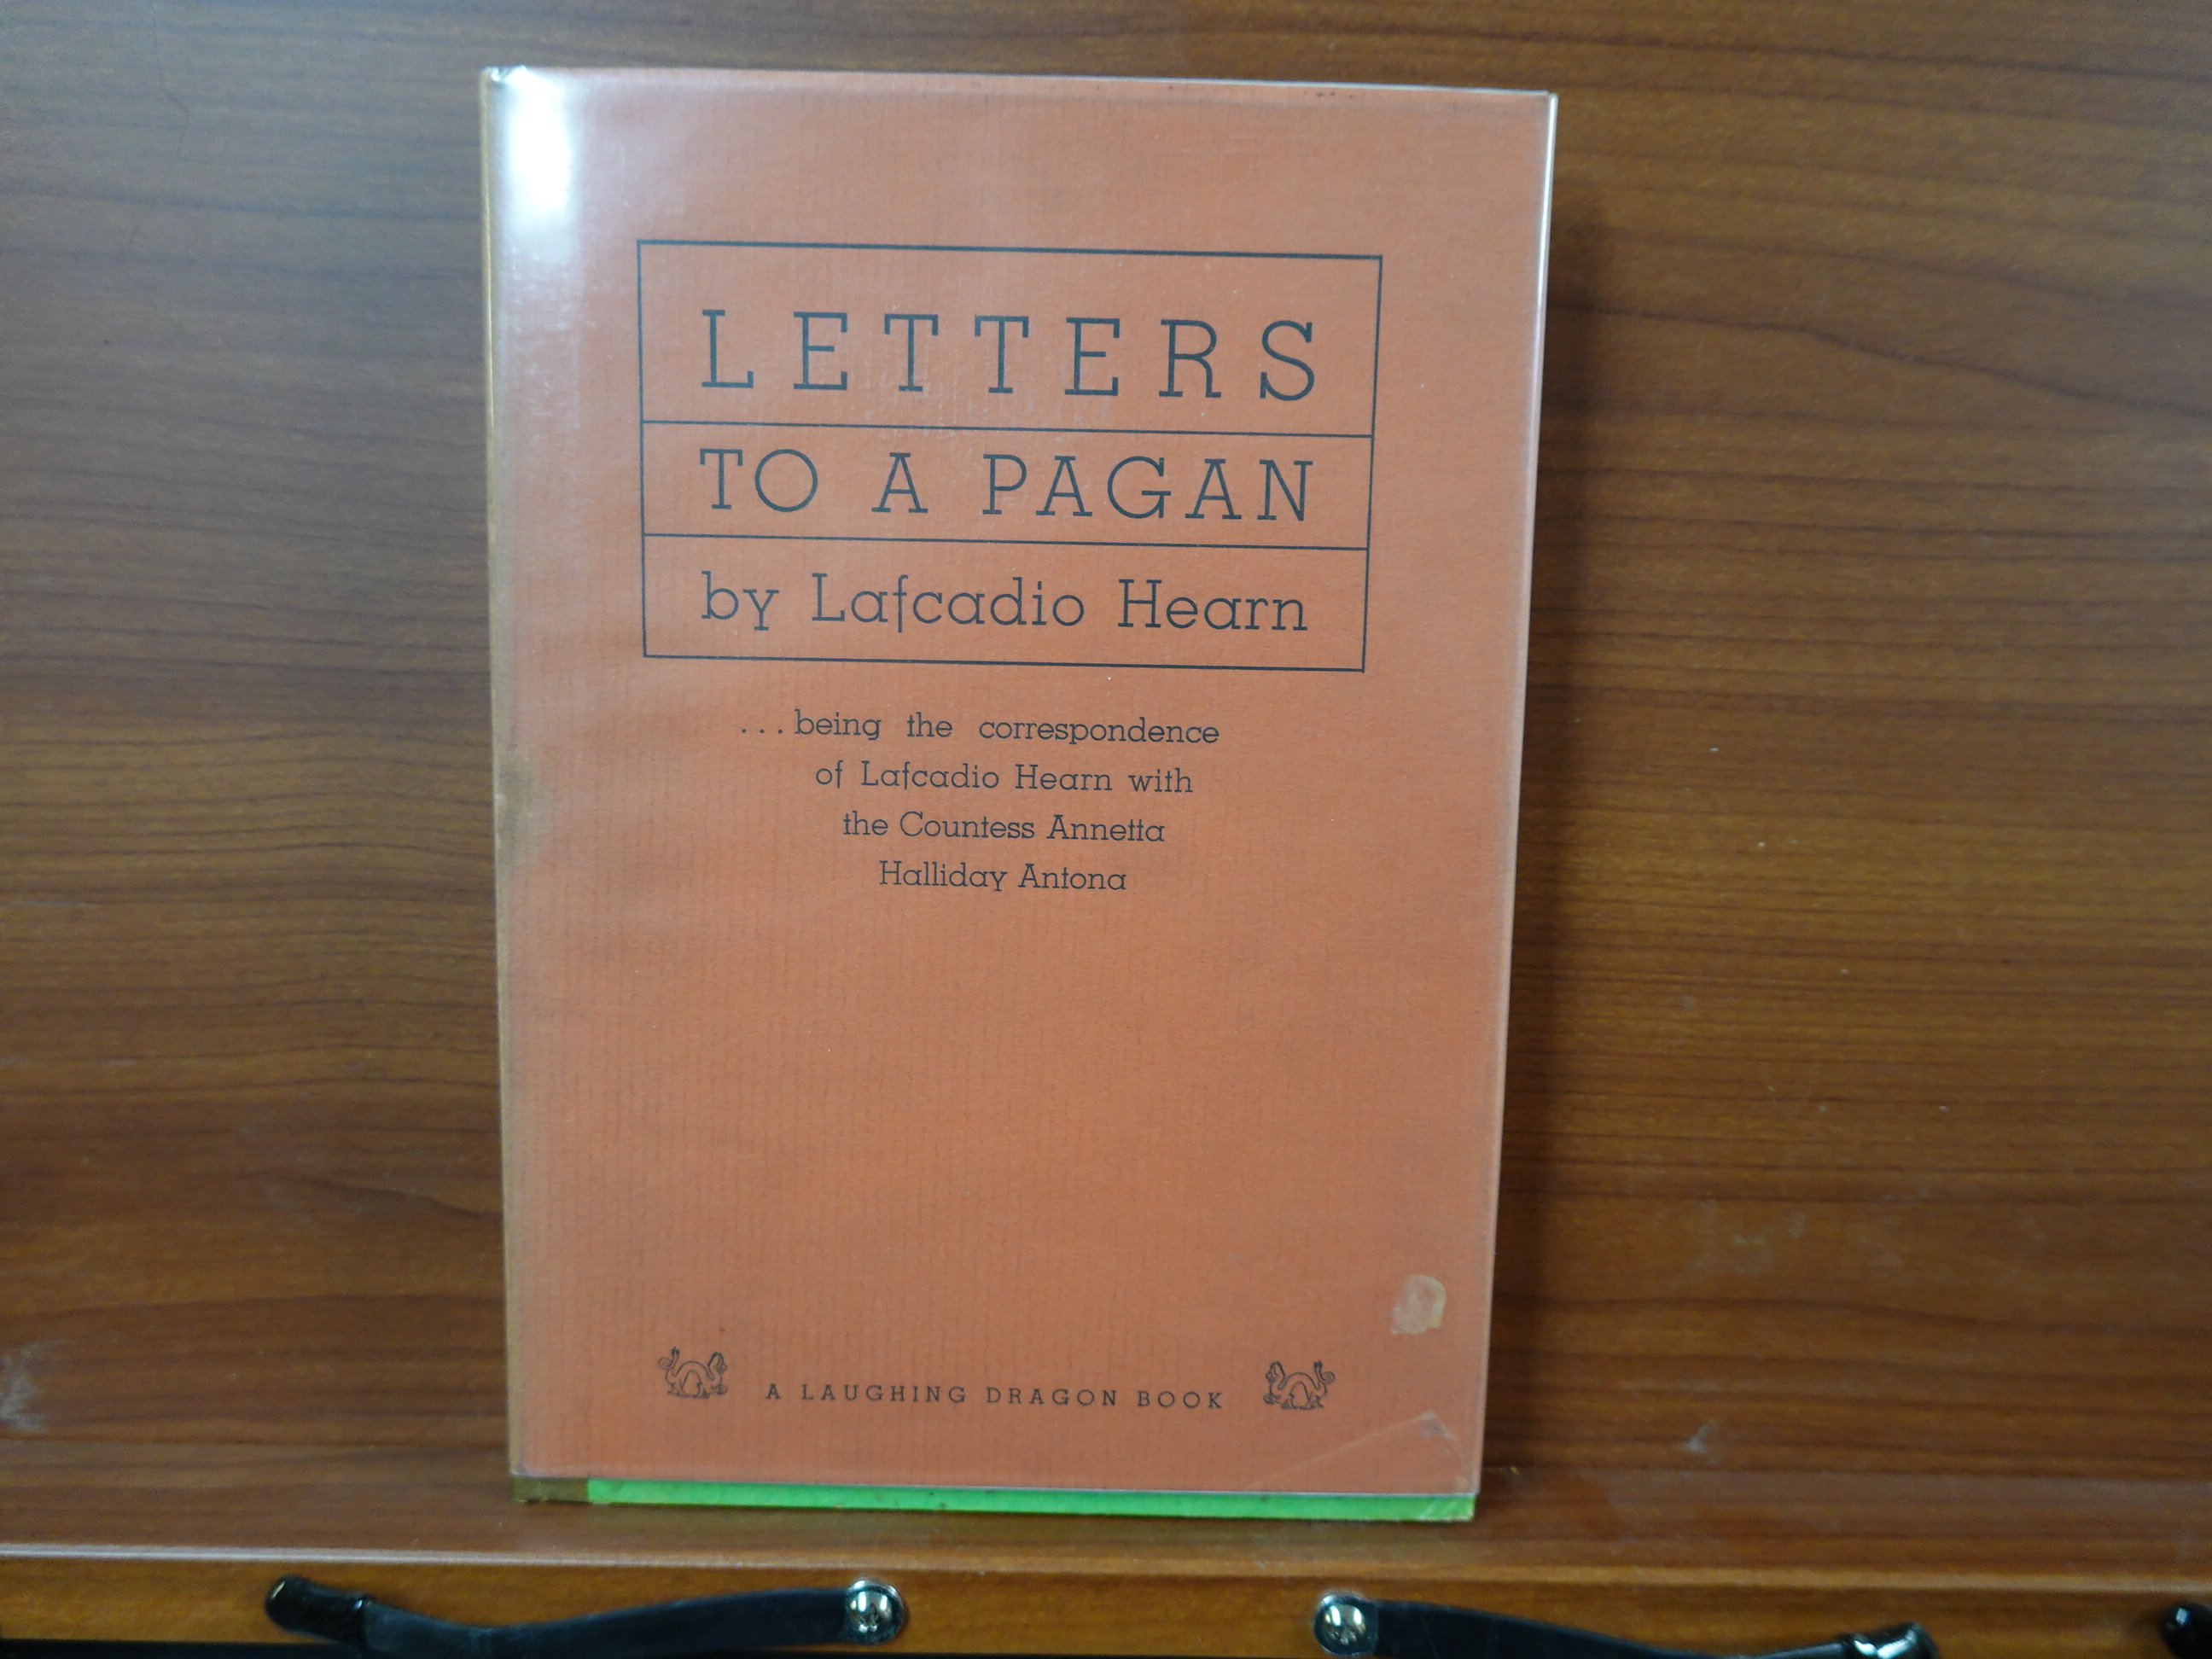 LETTERS
TO A PAGAN
by Lafcadio Hearn
...being the correspondence
of Lafcadio Hearn with
the Countess Annetta
Halliday Antona
A LAUGHING DRAGON BOOK